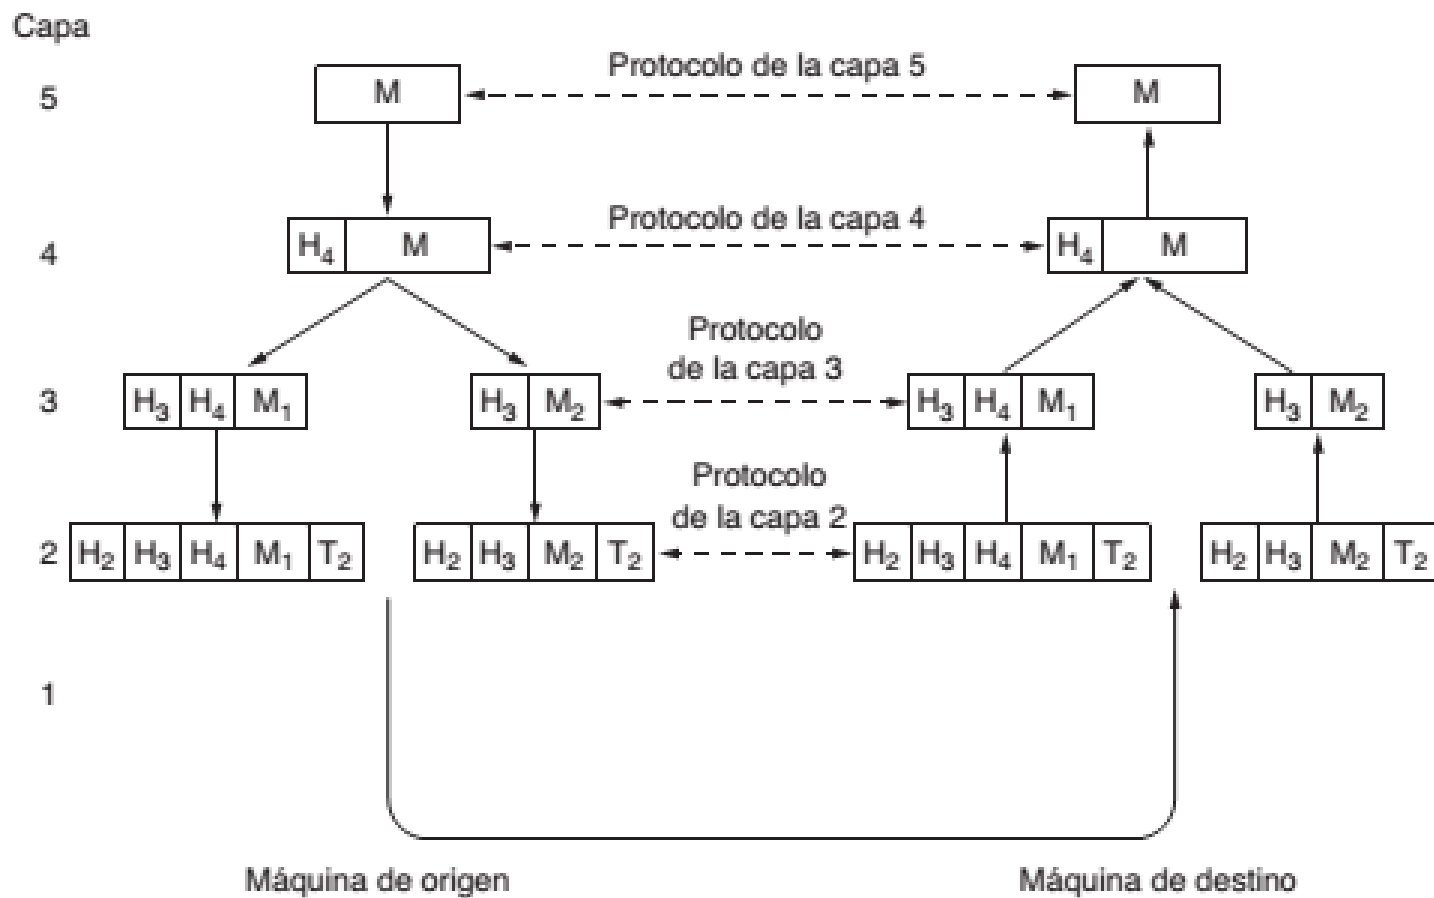 Capa
5
M
Protocolo de la capa 5
M
4
H₄ M
Protocolo de la capa 4
H₄ M
3
H₃ H₄ M₁
H₃ M₂
Protocolo
de la capa 3
H₃ H₄ M₁
H₃ M₂
2
H₂ H₃ H₄ M₁ T₂
H₂ H₃ M₂ T₂
Protocolo
de la capa 2
H₂ H₃ H₄ M₁ T₂
H₂ H₃ M₂ T₂
1
Máquina de origen
Máquina de destino